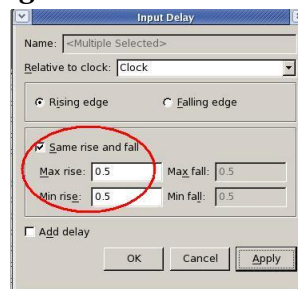 Input Delay
Name: <Multiple Selected>
Relative to clock: Clock
Rising edge Falling edge
Same rise and fall
Max rise: 0.5 Max fall: 0.5
Min rise: 0.5 Min fall: 0.5
Add delay
OK Cancel Apply